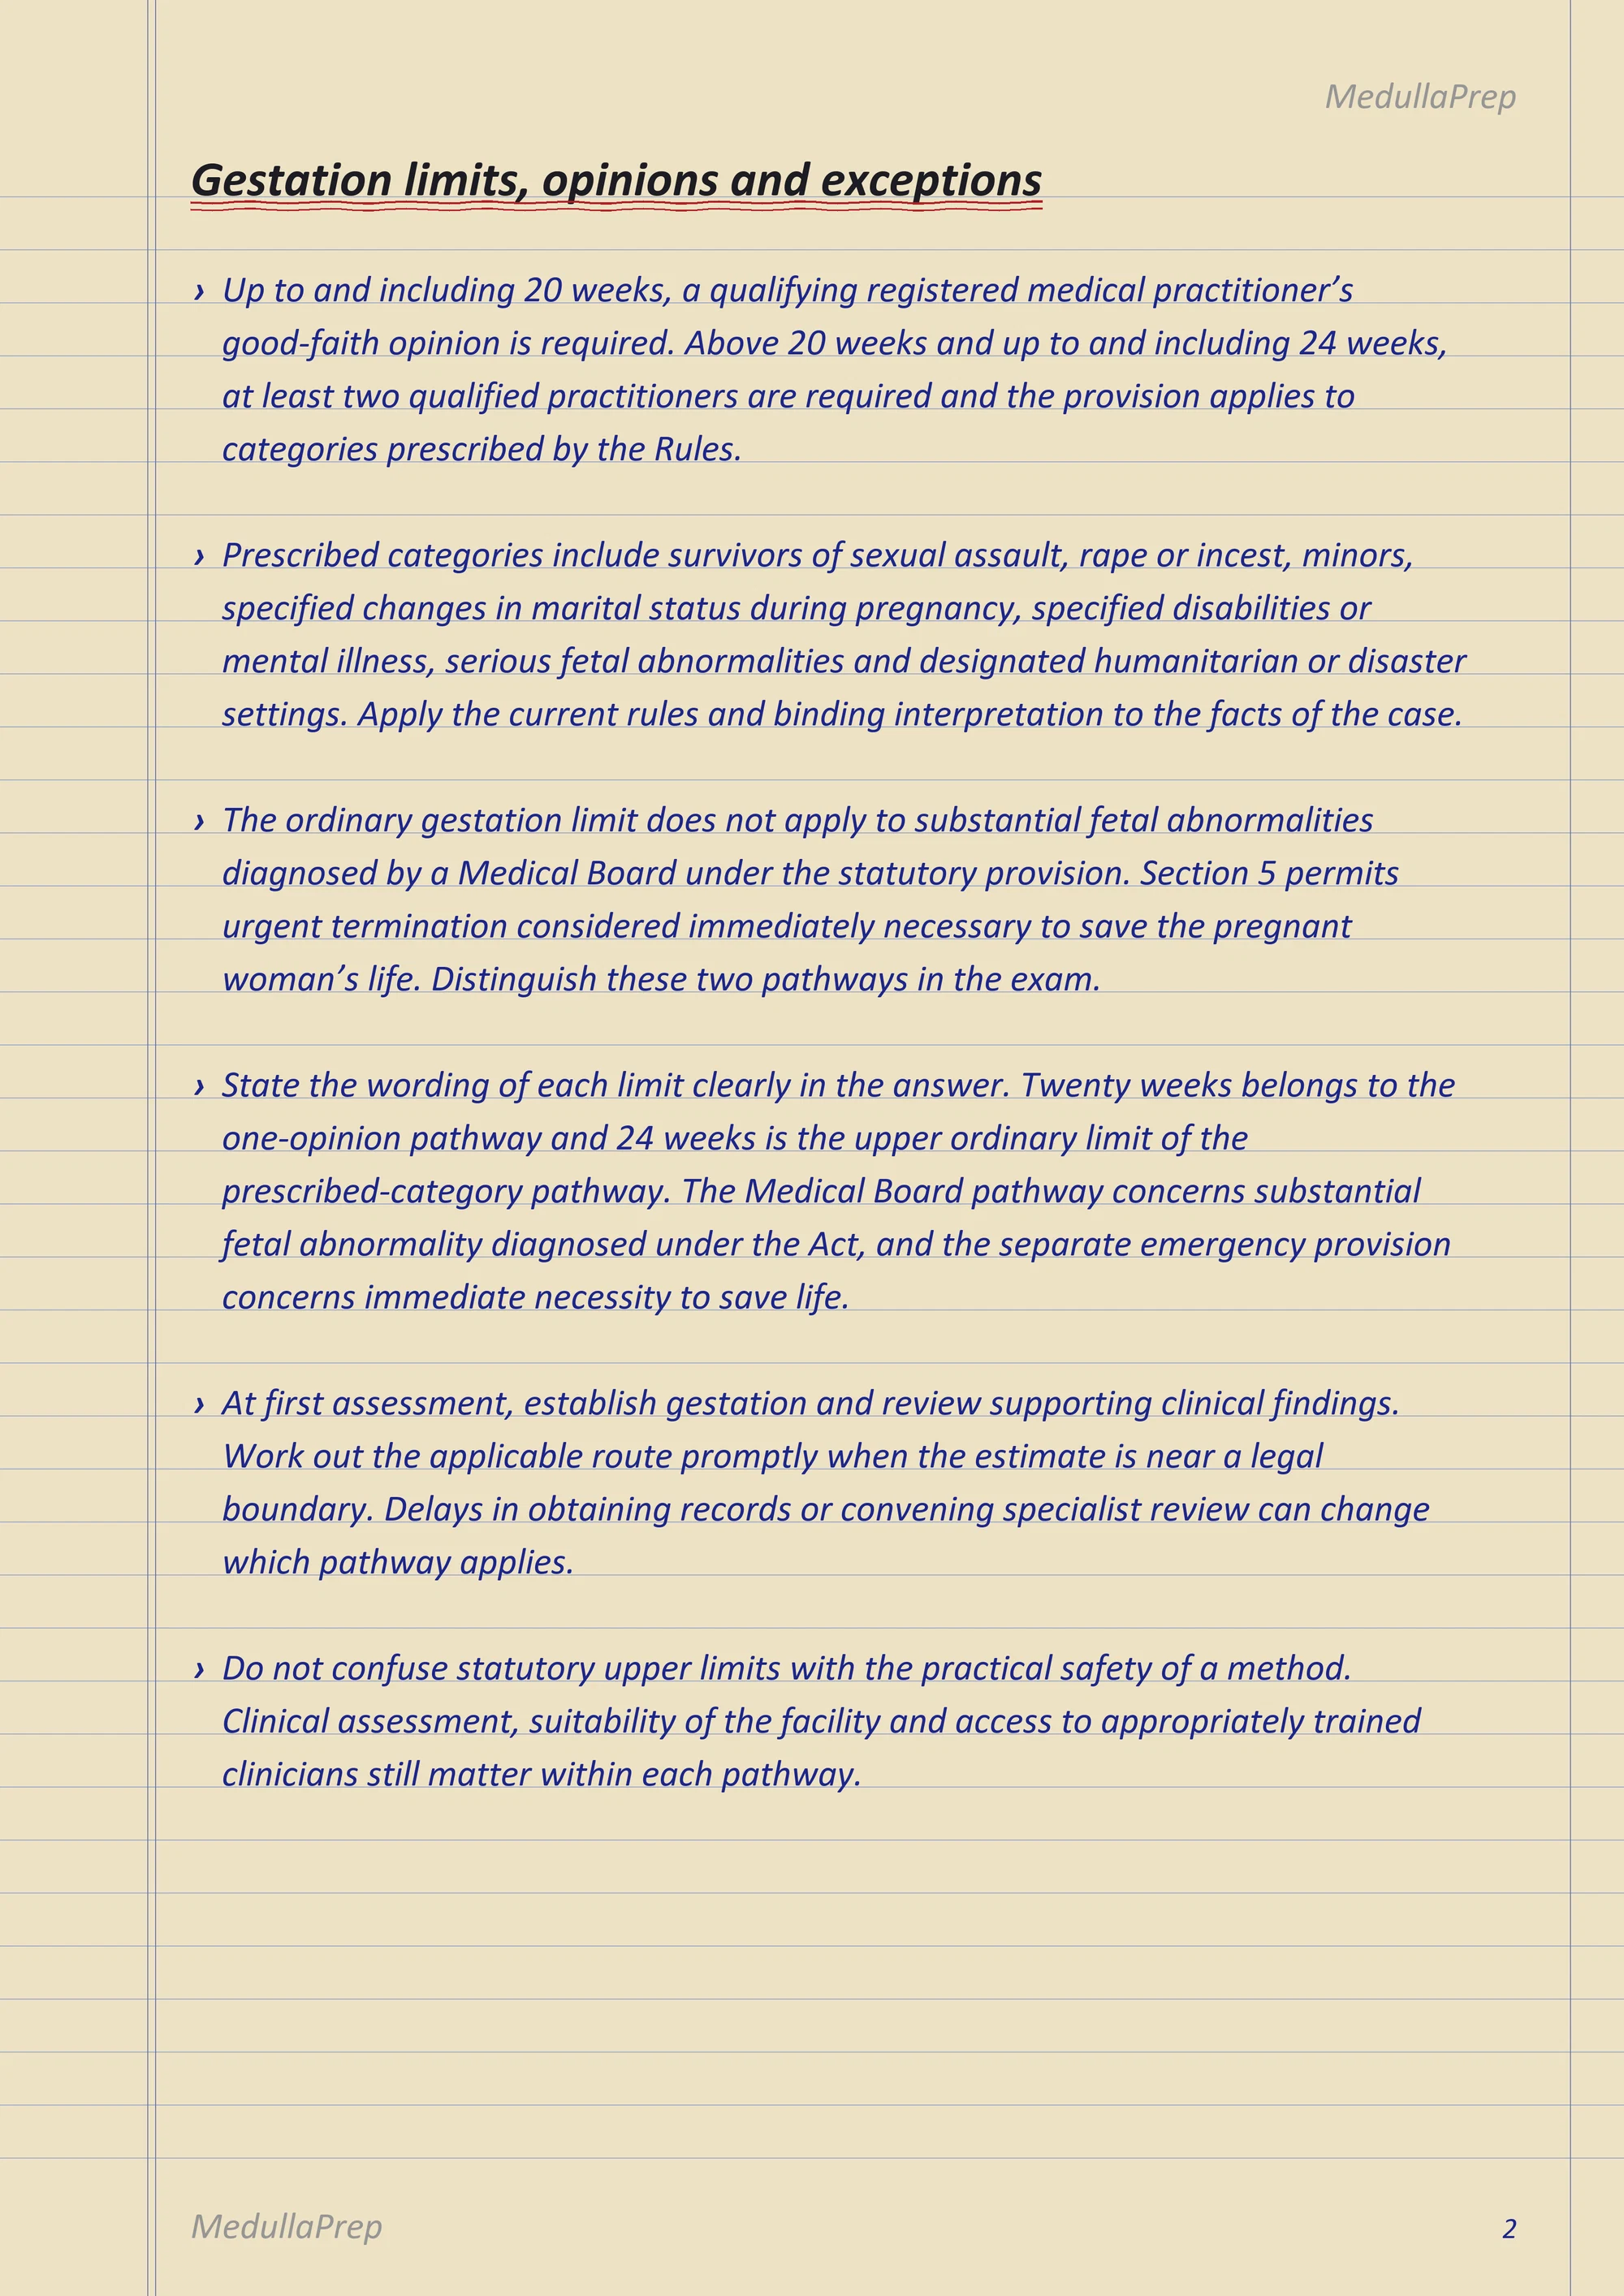 MedullaPrep
Gestation limits, opinions and exceptions
› Up to and including 20 weeks, a qualifying registered medical practitioner’s
good-faith opinion is required. Above 20 weeks and up to and including 24 weeks,
at least two qualified practitioners are required and the provision applies to
categories prescribed by the Rules.
› Prescribed categories include survivors of sexual assault, rape or incest, minors,
specified changes in marital status during pregnancy, specified disabilities or
mental illness, serious fetal abnormalities and designated humanitarian or disaster
settings. Apply the current rules and binding interpretation to the facts of the case.
› The ordinary gestation limit does not apply to substantial fetal abnormalities
diagnosed by a Medical Board under the statutory provision. Section 5 permits
urgent termination considered immediately necessary to save the pregnant
woman’s life. Distinguish these two pathways in the exam.
› State the wording of each limit clearly in the answer. Twenty weeks belongs to the
one-opinion pathway and 24 weeks is the upper ordinary limit of the
prescribed-category pathway. The Medical Board pathway concerns substantial
fetal abnormality diagnosed under the Act, and the separate emergency provision
concerns immediate necessity to save life.
› At first assessment, establish gestation and review supporting clinical findings.
Work out the applicable route promptly when the estimate is near a legal
boundary. Delays in obtaining records or convening specialist review can change
which pathway applies.
› Do not confuse statutory upper limits with the practical safety of a method.
Clinical assessment, suitability of the facility and access to appropriately trained
clinicians still matter within each pathway.
MedullaPrep
2